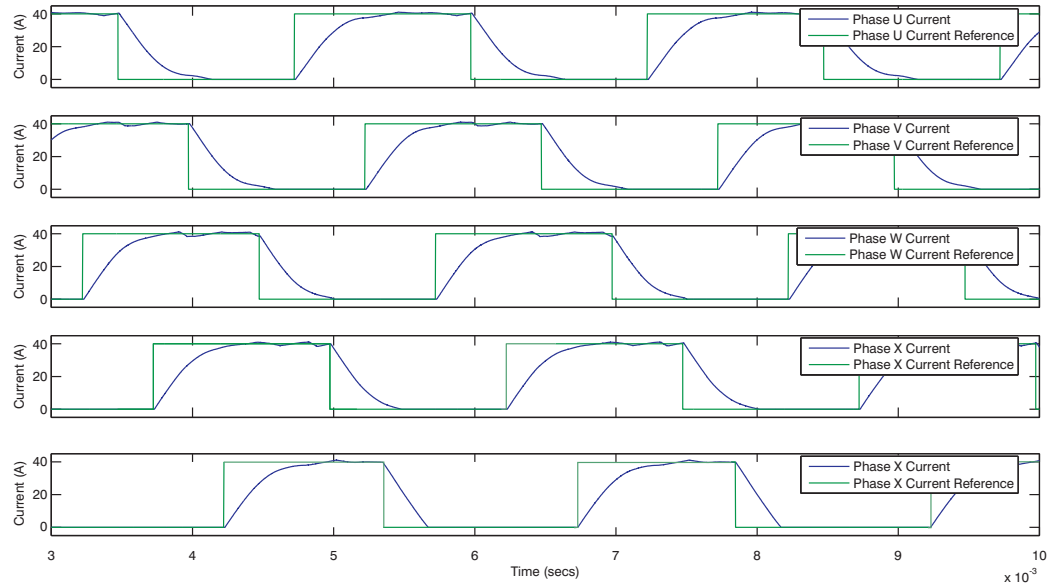 Current (A)
40
20
0
Phase U Current
Phase U Current Reference
Current (A)
40
20
0
Phase V Current
Phase V Current Reference
Current (A)
40
20
0
Phase W Current
Phase W Current Reference
Current (A)
40
20
0
Phase X Current
Phase X Current Reference
Current (A)
40
20
0
Phase X Current
Phase X Current Reference
3 4 5 6 7 8 9 10
Time (secs)
x 10⁻³